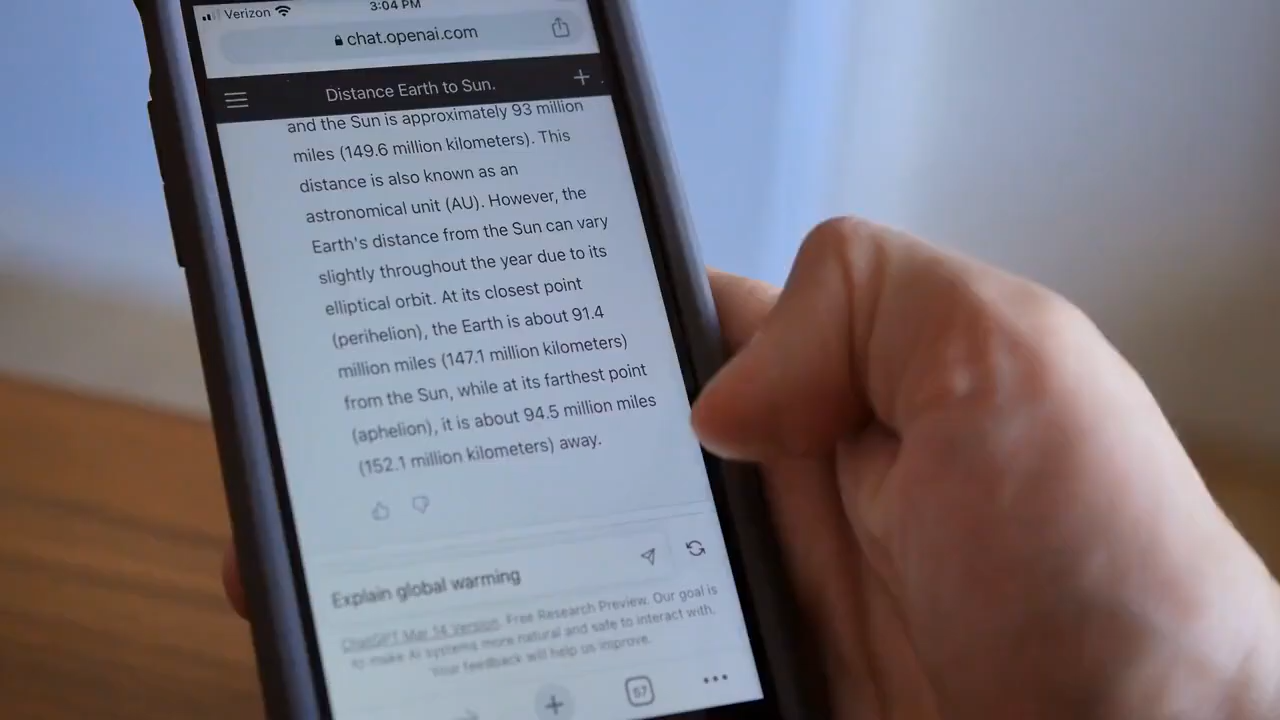 Verizon
3:04 PM
chat.openai.com
Distance Earth to Sun.
and the Sun is approximately 93 million
miles (149.6 million kilometers). This
distance is also known as an
astronomical unit (AU). However, the
Earth's distance from the Sun can vary
slightly throughout the year due to its
elliptical orbit. At its closest point
(perihelion), the Earth is about 91.4
million miles (147.1 million kilometers)
from the Sun, while at its farthest point
(aphelion), it is about 94.5 million miles
(152.1 million kilometers) away.
Explain global warming
ChatGPT Mar 14 Version. Free Research Preview. Our goal is
to make AI systems more natural and safe to interact with.
Your feedback will help us improve.
57